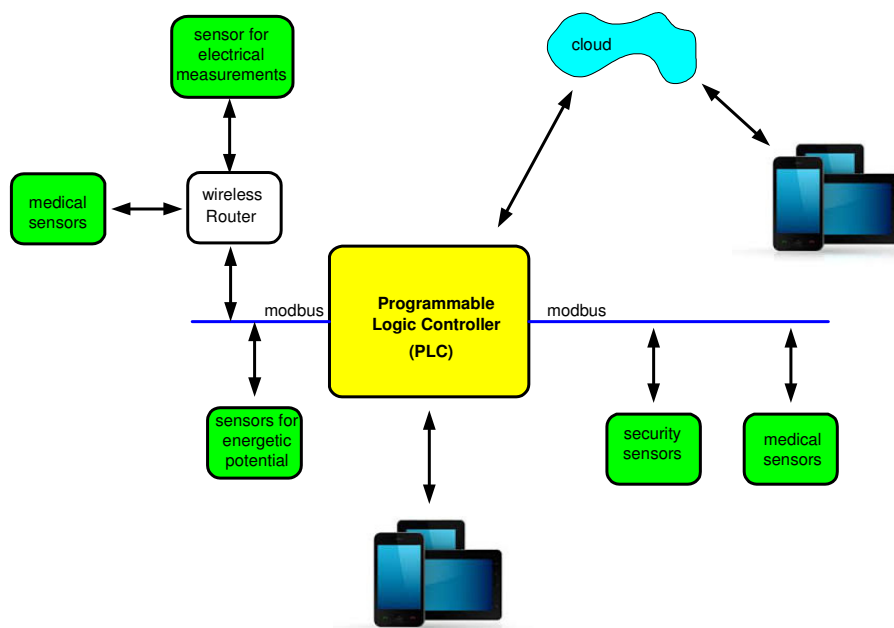 sensor for
electrical
measurements
cloud
medical
sensors
wireless
Router
modbus
Programmable
Logic Controller
(PLC)
modbus
sensors for
energetic
potential
security
sensors
medical
sensors